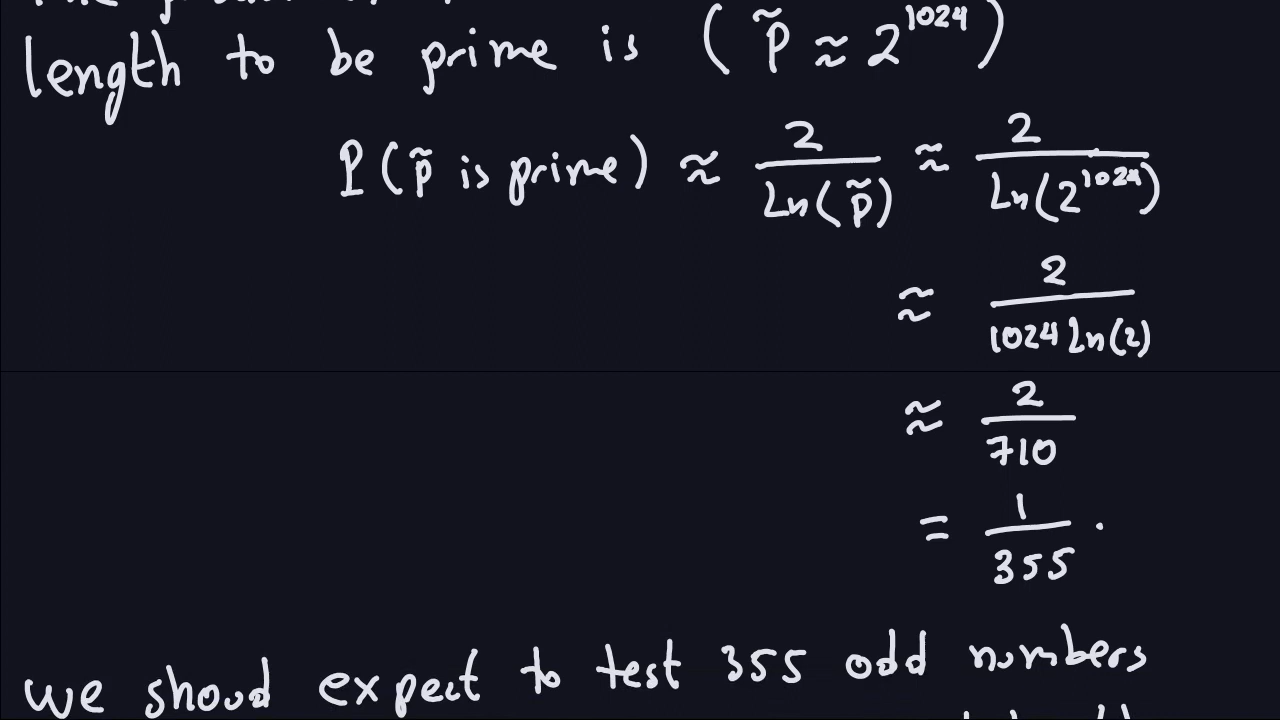 length to be prime is ( p̃ ≈ 2^1024 )
P ( p̃ is prime ) ≈ 2 / Ln ( p̃ ) ≈ 2 / Ln ( 2^1024 )
≈ 2 / 1024 Ln (2)
≈ 2 / 710
= 1 / 355 .
we shoud expect to test 355 odd numbers